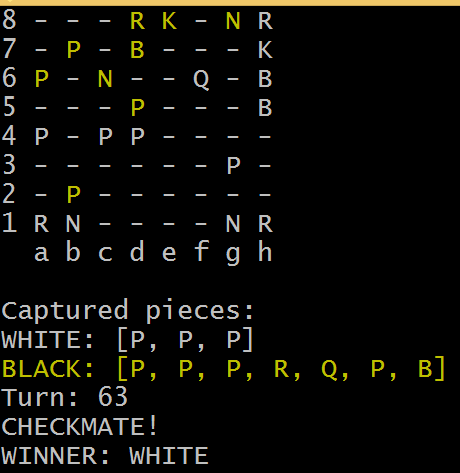 8 - - - R K - N R
7 - P - B - - - K
6 P - N - - Q - B
5 - - - P - - - B
4 P - P P - - - -
3 - - - - - - P -
2 - P - - - - - -
1 R N - - - - N R
a b c d e f g h
Captured pieces:
WHITE: [P, P, P]
BLACK: [P, P, P, R, Q, P, B]
Turn: 63
CHECKMATE!
WINNER: WHITE